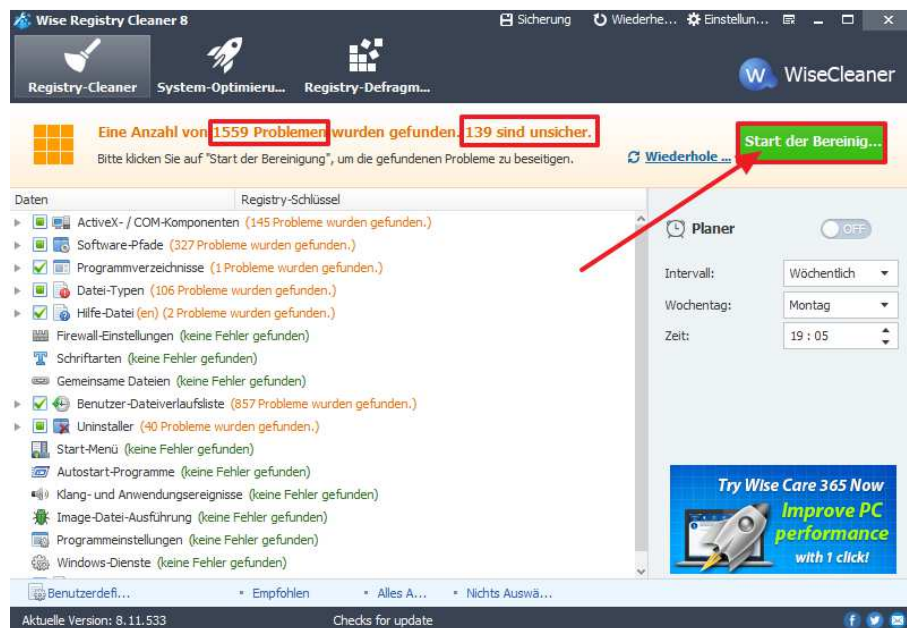 Wise Registry Cleaner 8
Sicherung Wiederhe... Einstellun...
Registry-Cleaner System-Optimieru... Registry-Defragm...
WiseCleaner
Eine Anzahl von 1559 Problemen wurden gefunden. 139 sind unsicher.
Bitte klicken Sie auf "Start der Bereinigung", um die gefundenen Probleme zu beseitigen.
Wiederhole ...
Start der Bereinig...
Daten Registry-Schlüssel
ActiveX- / COM-Komponenten (145 Probleme wurden gefunden.)
Software-Pfade (327 Probleme wurden gefunden.)
Programmverzeichnisse (1 Probleme wurden gefunden.)
Datei-Typen (106 Probleme wurden gefunden.)
Hilfe-Datei (en) (2 Probleme wurden gefunden.)
Firewall-Einstellungen (keine Fehler gefunden)
Schriftarten (keine Fehler gefunden)
Gemeinsame Dateien (keine Fehler gefunden)
Benutzer-Dateiverlaufsliste (857 Probleme wurden gefunden.)
Uninstaller (40 Probleme wurden gefunden.)
Start-Menü (keine Fehler gefunden)
Autostart-Programme (keine Fehler gefunden)
Klang- und Anwendungsereignisse (keine Fehler gefunden)
Image-Datei-Ausführung (keine Fehler gefunden)
Programmeinstellungen (keine Fehler gefunden)
Windows-Dienste (keine Fehler gefunden)
Planer OFF
Intervall: Wöchentlich
Wochentag: Montag
Zeit: 19 : 05
Try Wise Care 365 Now
Improve PC
performance
with 1 click!
Benutzerdefi... Empfohlen Alles A... Nichts Auswä...
Aktuelle Version: 8.11.533 Checks for update